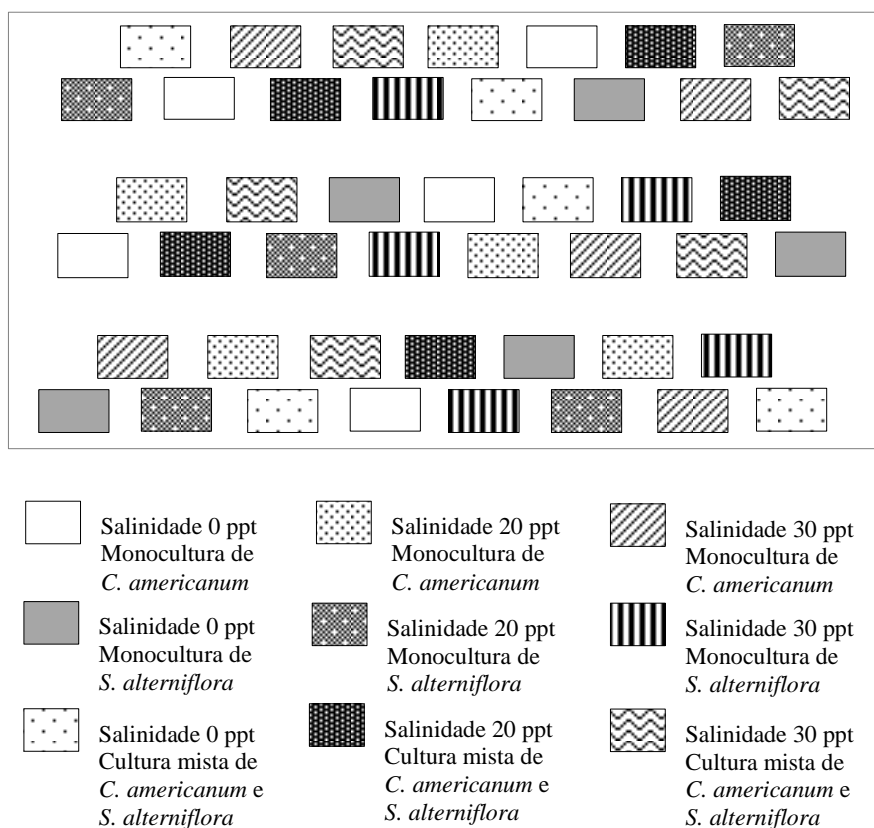 Salinidade 0 ppt
Monocultura de
C. americanum
Salinidade 20 ppt
Monocultura de
C. americanum
Salinidade 30 ppt
Monocultura de
C. americanum
Salinidade 0 ppt
Monocultura de
S. alterniflora
Salinidade 20 ppt
Monocultura de
S. alterniflora
Salinidade 30 ppt
Monocultura de
S. alterniflora
Salinidade 0 ppt
Cultura mista de
C. americanum e
S. alterniflora
Salinidade 20 ppt
Cultura mista de
C. americanum e
S. alterniflora
Salinidade 30 ppt
Cultura mista de
C. americanum e
S. alterniflora